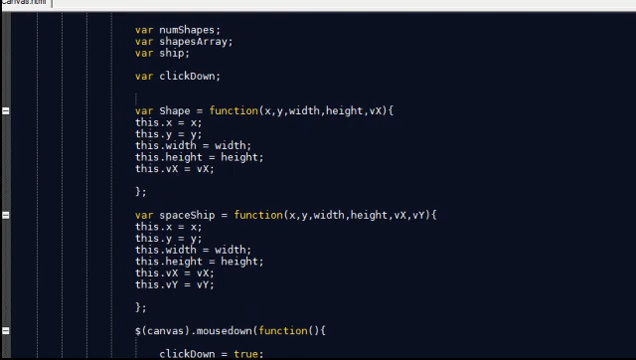 Canvas.html
var numShapes;
var shapesArray;
var ship;
var clickDown;
var Shape = function(x,y,width,height,vX){
this.x = x;
this.y = y;
this.width = width;
this.height = height;
this.vX = vX;
};
var spaceShip = function(x,y,width,height,vX,vY){
this.x = x;
this.y = y;
this.width = width;
this.height = height;
this.vX = vX;
this.vY = vY;
};
$(canvas).mousedown(function(){
clickDown = true;